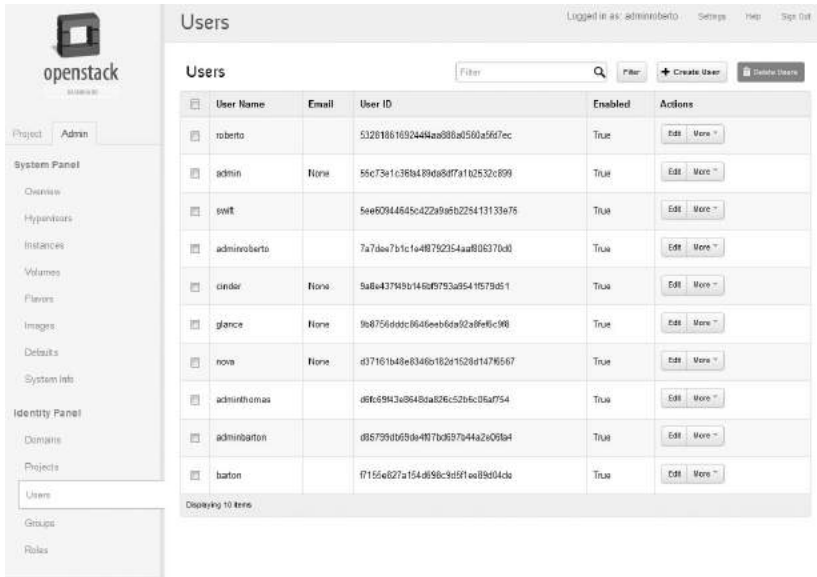 openstack
DASHBOARD
Project Admin
System Panel
Overview
Hypervisors
Instances
Volumes
Flavors
Images
Defaults
System Info
Identity Panel
Domains
Projects
Users
Groups
Roles
Users
Logged in as: adminroberto Settings Help Sign Out
Users
Filter Filter + Create User Delete Users
User Name Email User ID Enabled Actions
roberto True Edit More
admin None True Edit More
swift 5ee60944645c422a9a6b225413133e76 True Edit More
adminroberto 7a7dee7b1c1e4f8792354aaf806370d0 True Edit More
cinder None True Edit More
glance None True Edit More
nova None True Edit More
adminthomas True Edit More
adminbarton True Edit More
barton True Edit More
Displaying 10 items